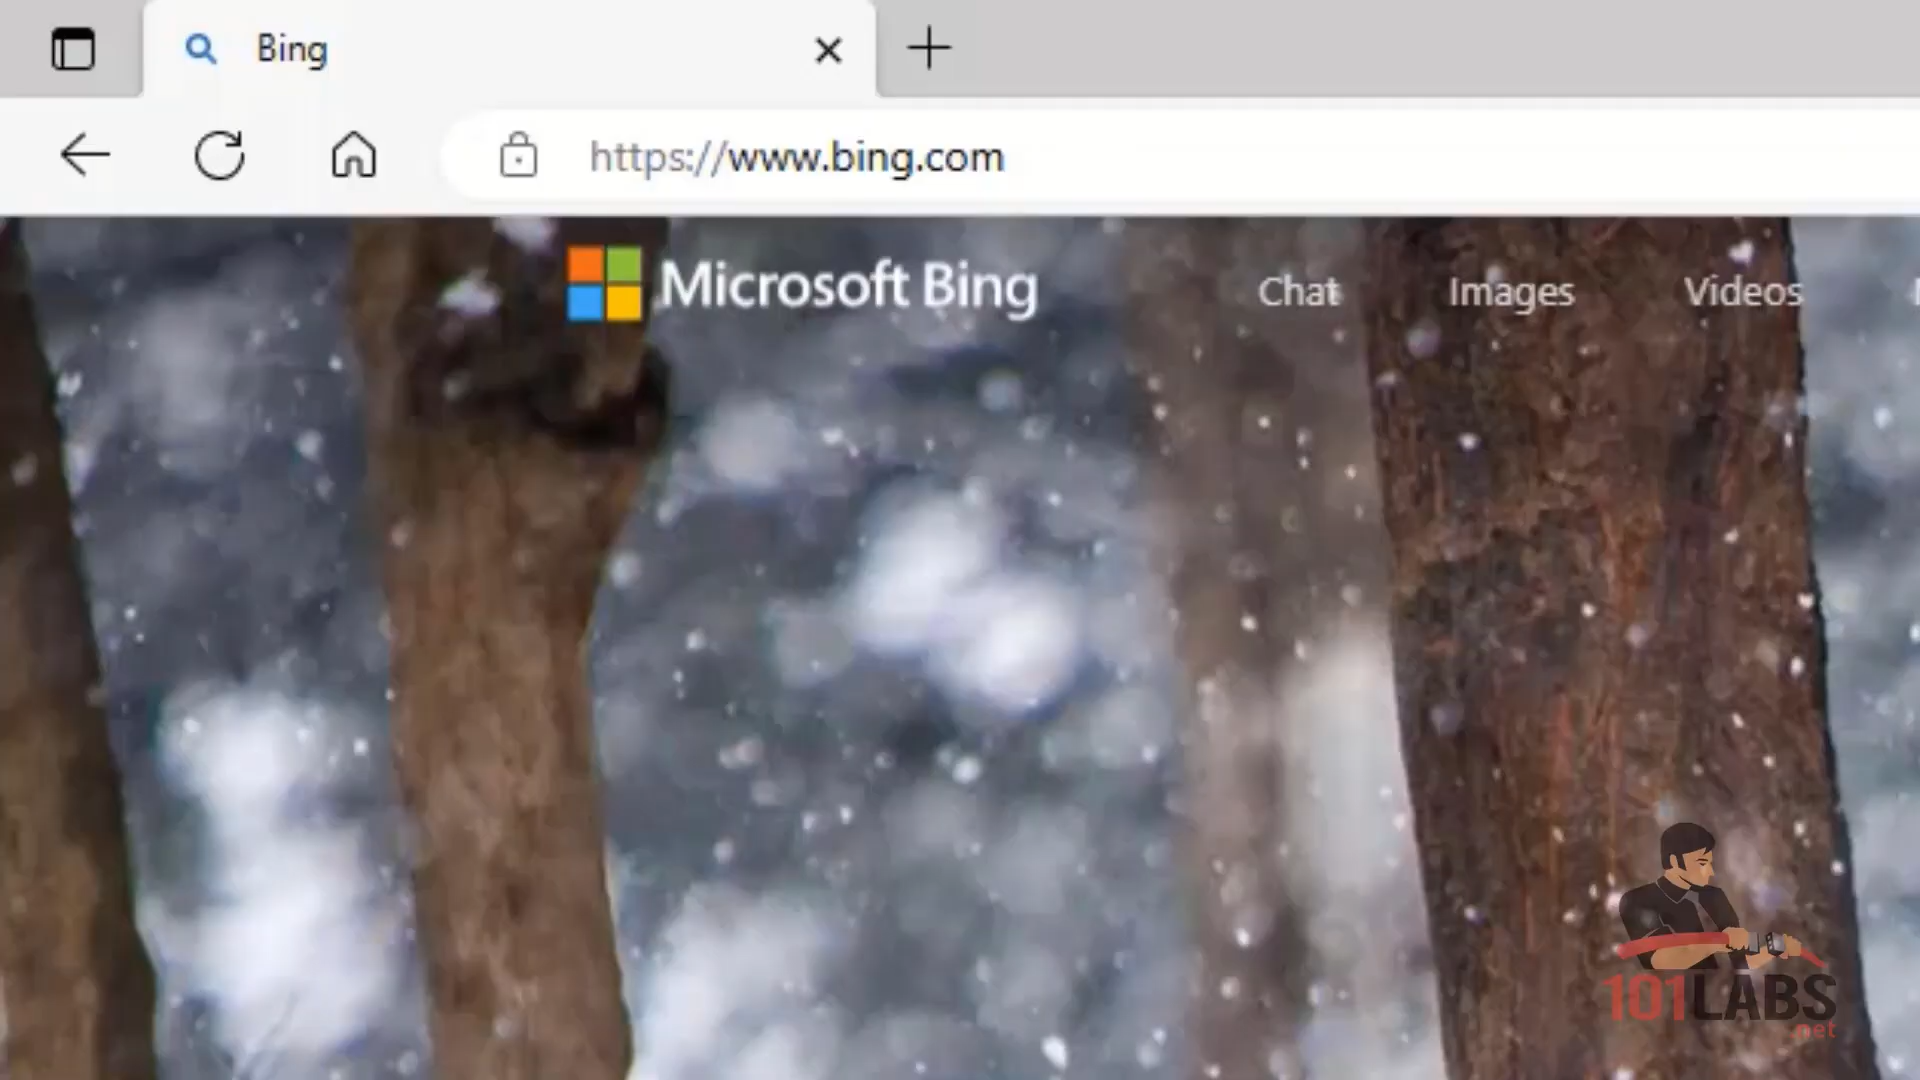 Bing
https://www.bing.com
Microsoft Bing
Chat
Images
Videos
101LABS
.net